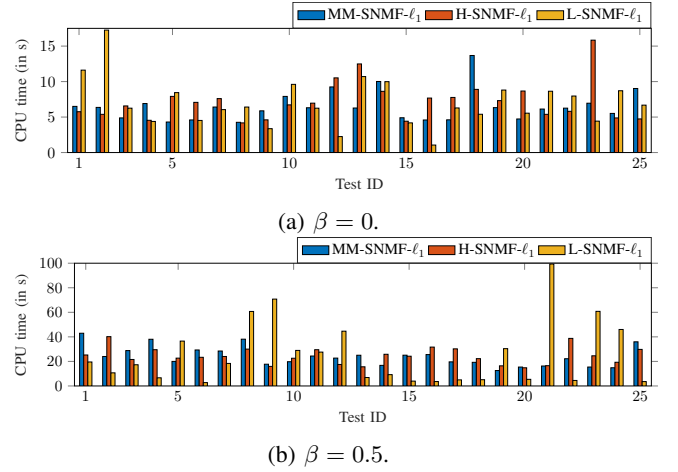 MM-SNMF-ℓ₁ H-SNMF-ℓ₁ L-SNMF-ℓ₁
CPU time (in s)
15
10
5
0
1 5 10 15 20 25
Test ID
(a) β = 0.
MM-SNMF-ℓ₁ H-SNMF-ℓ₁ L-SNMF-ℓ₁
CPU time (in s)
100
80
60
40
20
0
1 5 10 15 20 25
Test ID
(b) β = 0.5.